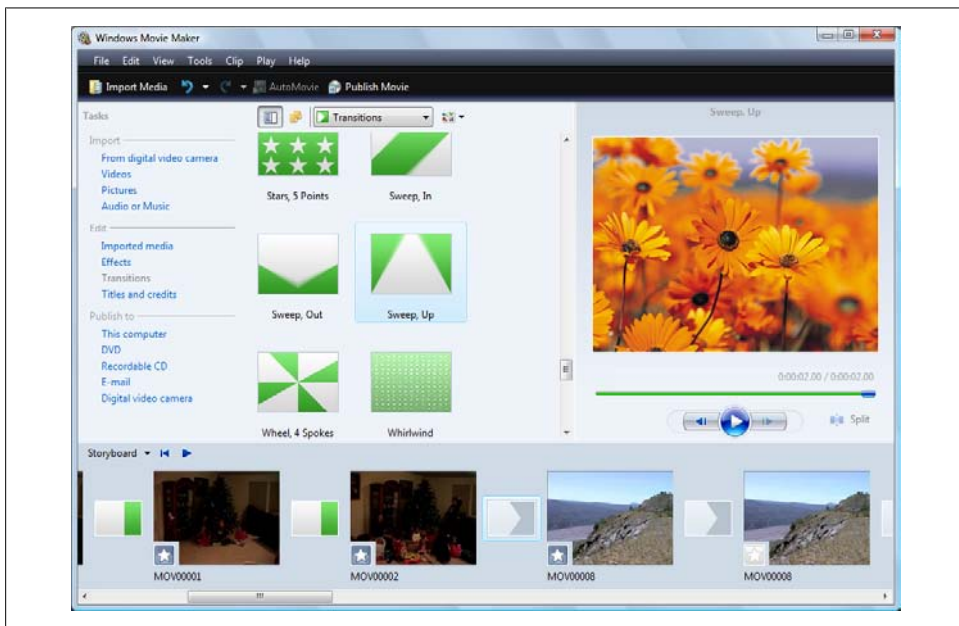 Windows Movie Maker
File Edit View Tools Clip Play Help
Import Media AutoMovie Publish Movie
Tasks
Import
From digital video camera
Videos
Pictures
Audio or Music
Edit
Imported media
Effects
Transitions
Titles and credits
Publish to
This computer
DVD
Recordable CD
E-mail
Digital video camera
Transitions
Stars, 5 Points Sweep, In
Sweep, Out Sweep, Up
Wheel, 4 Spokes Whirlwind
Sweep, Up
0:00:02.00 / 0:00:02.00
Split
Storyboard
MOV00001 MOV00002 MOV00008 MOV00008